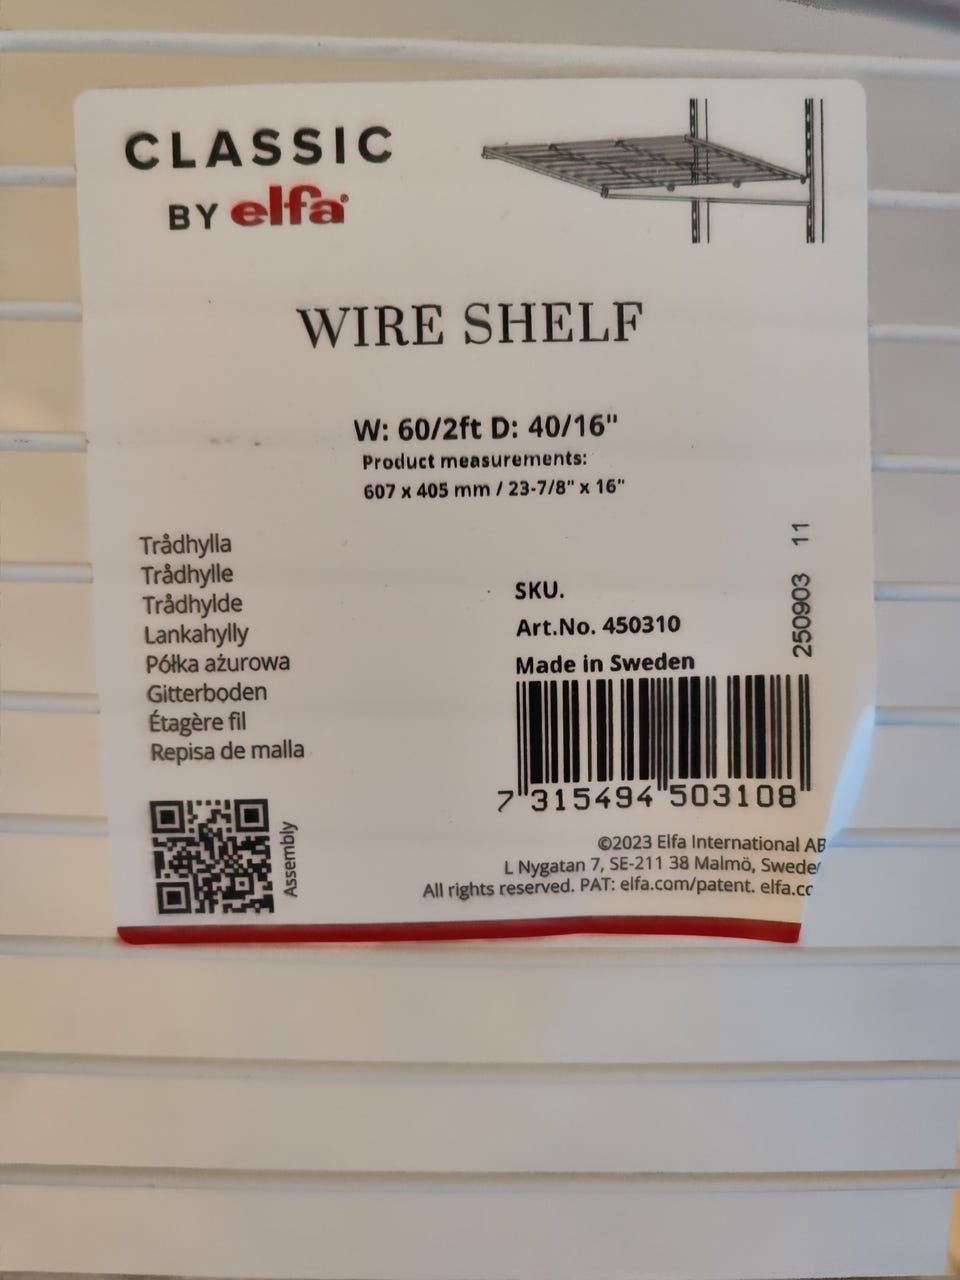 CLASSIC
BY elfa®
WIRE SHELF
W: 60/2ft D: 40/16"
Product measurements:
607 x 405 mm / 23-7/8" x 16"
Trådhylla
Trådhylle
Trådhylde
Lankahylly
Półka ażurowa
Gitterboden
Étagère fil
Repisa de malla
Assembly
SKU.
Art.No. 450310
Made in Sweden
250903 11
7 315494 503108
©2023 Elfa International AB
L Nygatan 7, SE-211 38 Malmö, Swede
All rights reserved. PAT: elfa.com/patent. elfa.co